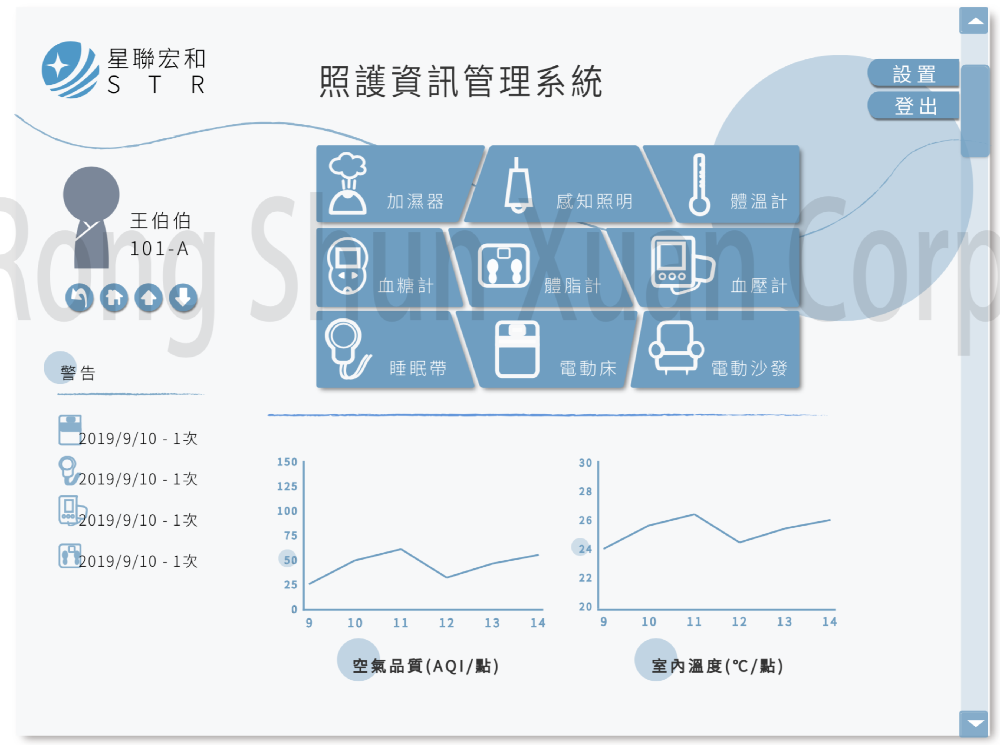 星聯宏和
S T R
照護資訊管理系統
設置
登出
王伯伯
101-A
加濕器
感知照明
體溫計
血糖計
體脂計
血壓計
睡眠帶
電動床
電動沙發
Rong Shun Xuan Corp
警告
2019/9/10 - 1次
2019/9/10 - 1次
2019/9/10 - 1次
2019/9/10 - 1次
150
125
100
75
50
25
0
9 10 11 12 13 14
空氣品質(AQI/點)
30
28
26
24
22
20
9 10 11 12 13 14
室內溫度(℃/點)